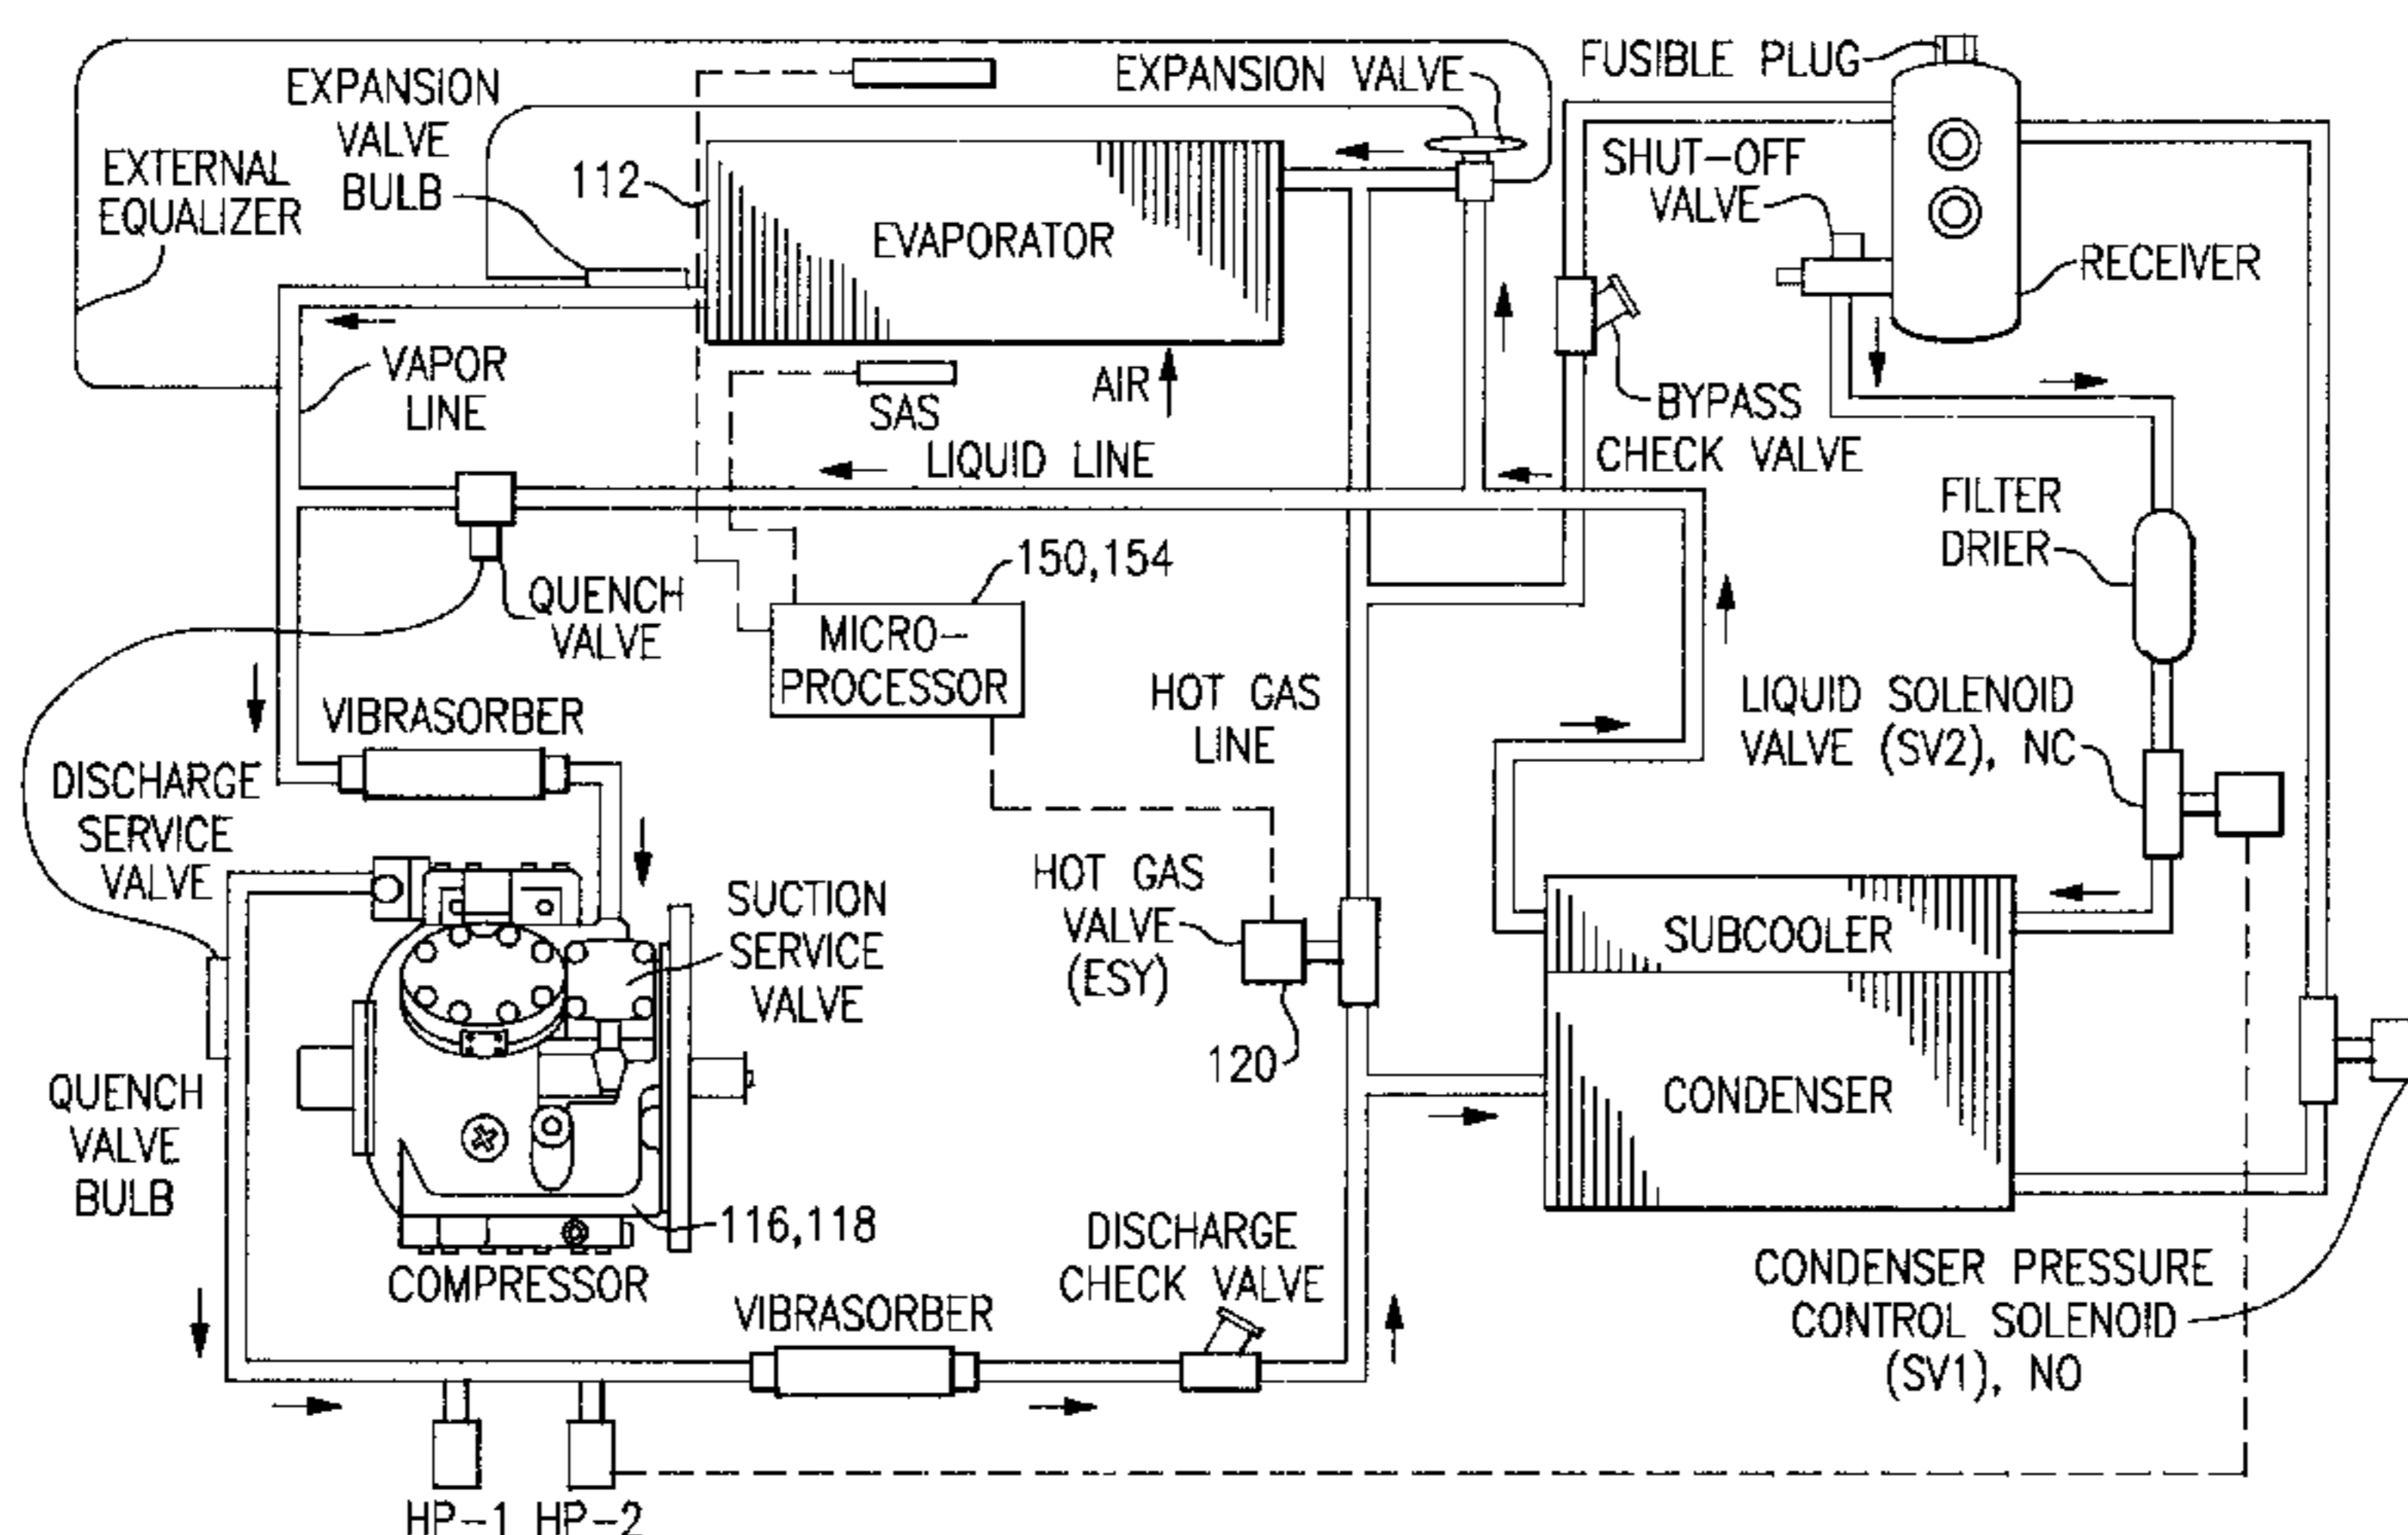 EXPANSION
VALVE
BULB
EXTERNAL
EQUALIZER
112
EVAPORATOR
EXPANSION VALVE
FUSIBLE PLUG
SHUT-OFF
VALVE
RECEIVER
VAPOR
LINE
SAS
AIR
LIQUID LINE
BYPASS
CHECK VALVE
FILTER
DRIER
QUENCH
VALVE
150,154
MICRO-
PROCESSOR
HOT GAS
LINE
LIQUID SOLENOID
VALVE (SV2), NC
VIBRASORBER
DISCHARGE
SERVICE
VALVE
SUCTION
SERVICE
VALVE
HOT GAS
VALVE
(ESY)
120
SUBCOOLER
CONDENSER
QUENCH
VALVE
BULB
116,118
COMPRESSOR
VIBRASORBER
DISCHARGE
CHECK VALVE
CONDENSER PRESSURE
CONTROL SOLENOID
(SV1), NO
HP-1 HP-2